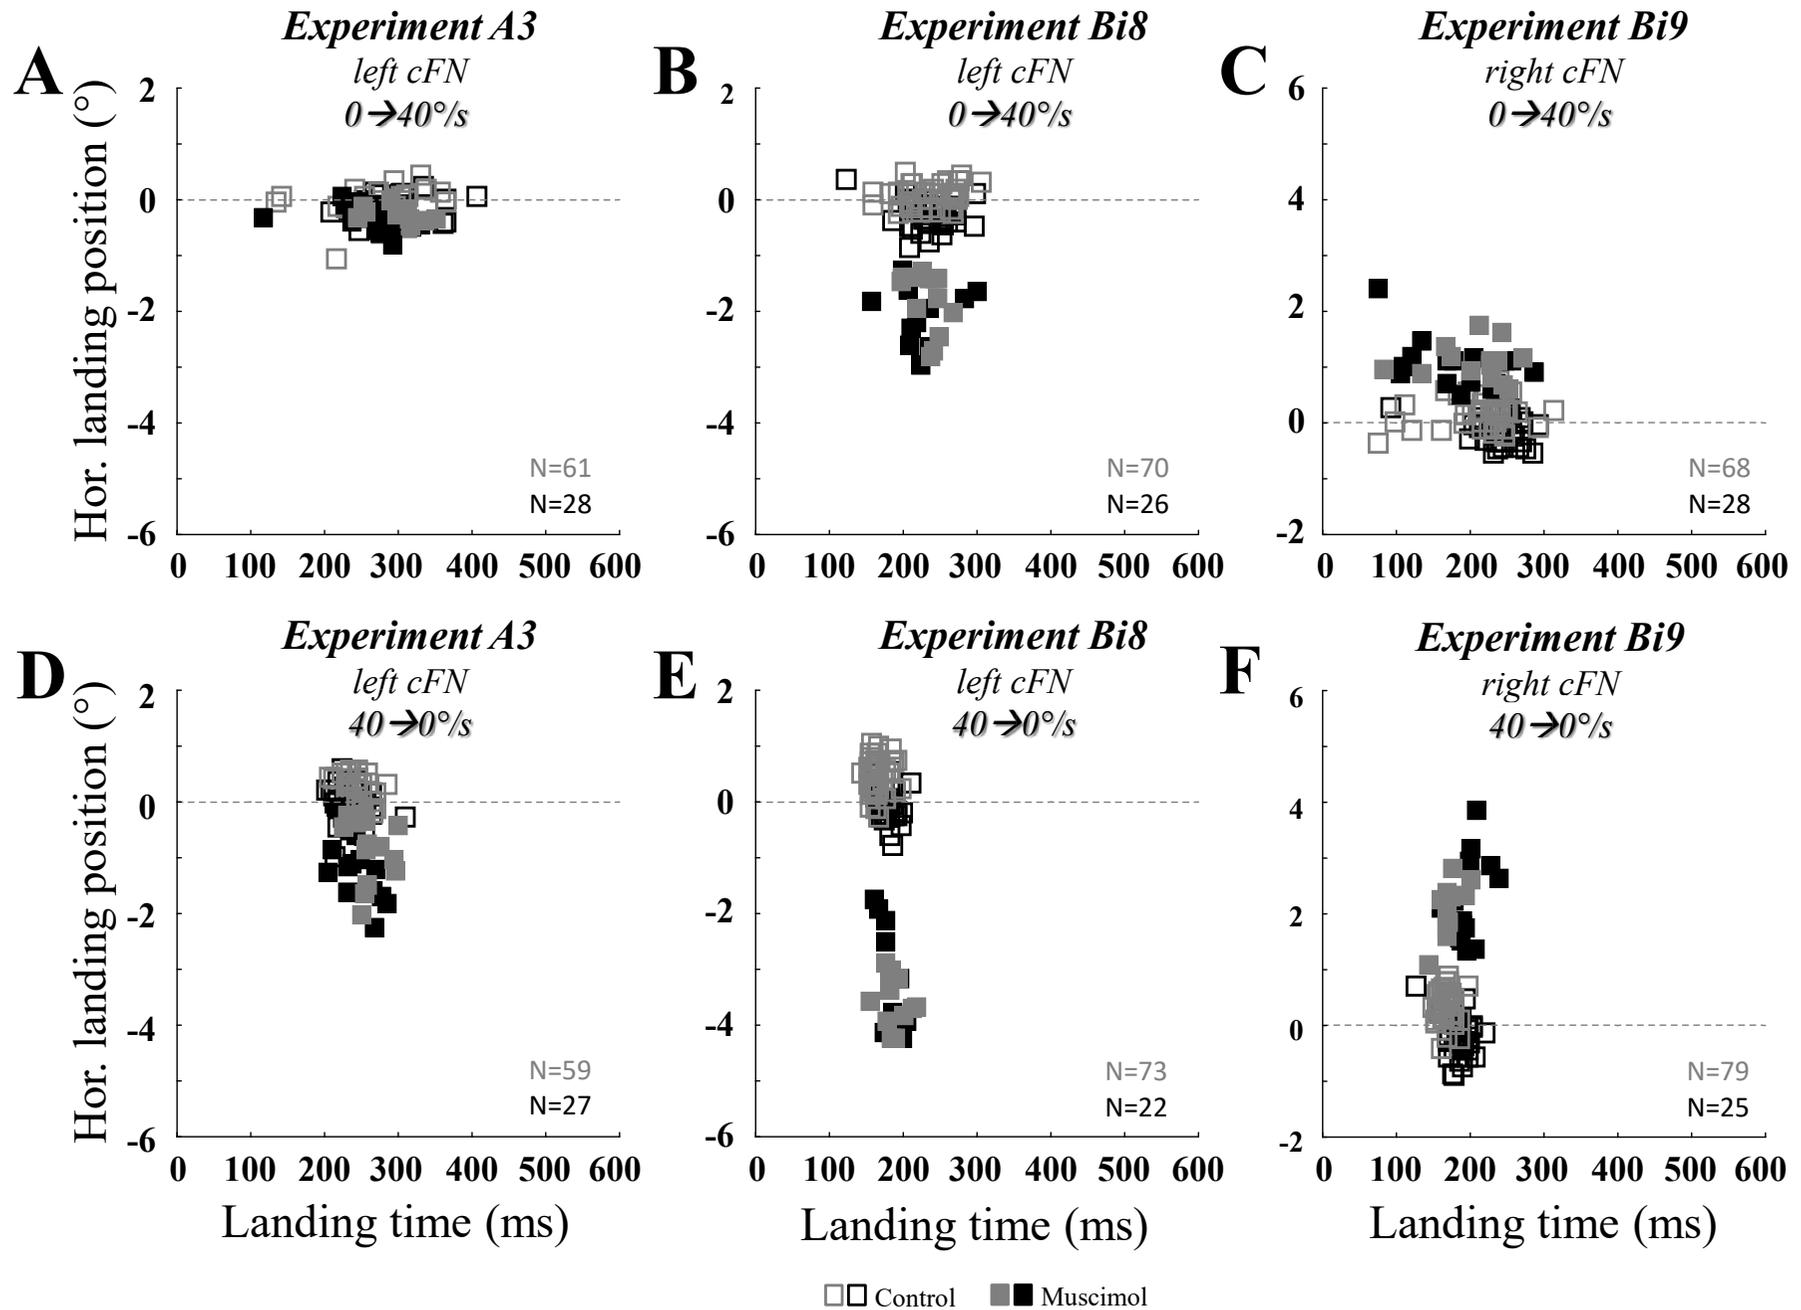 Experiment A3
Experiment Bi8
Experiment Bi9
A
left cFN
B
left cFN
C
right cFN
0→40°/s
0→40°/s
0→40°/s
Hor. landing position (°)
2
0
-2
-4
-6
N=61
N=28
0 100 200 300 400 500 600
2
0
-2
-4
-6
N=70
N=26
0 100 200 300 400 500 600
6
4
2
0
-2
N=68
N=28
0 100 200 300 400 500 600
Experiment A3
Experiment Bi8
Experiment Bi9
D
left cFN
E
left cFN
F
right cFN
40→0°/s
40→0°/s
40→0°/s
Hor. landing position (°)
2
0
-2
-4
-6
N=59
N=27
0 100 200 300 400 500 600
Landing time (ms)
2
0
-2
-4
-6
N=73
N=22
0 100 200 300 400 500 600
Landing time (ms)
6
4
2
0
-2
N=79
N=25
0 100 200 300 400 500 600
Landing time (ms)
Control
Muscimol